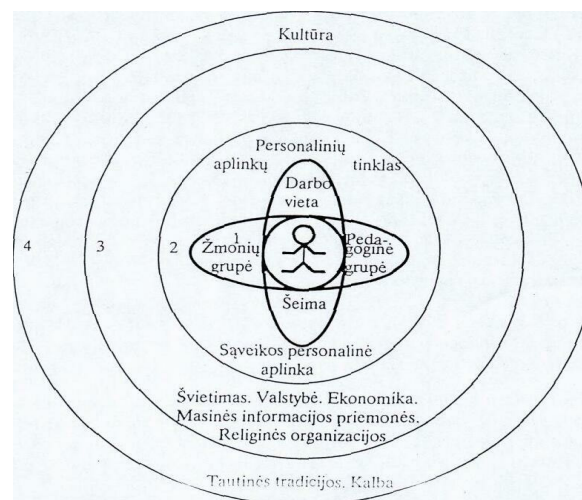 Kultūra
Personalinių
aplinkų tinklas
Darbo
vieta
4 3 2 1
Žmonių
grupė
Peda-
goginė
grupė
Šeima
Sąveikos personalinė
aplinka
Švietimas. Valstybė. Ekonomika.
Masinės informacijos priemonės.
Religinės organizacijos
Tautinės tradicijos. Kalba